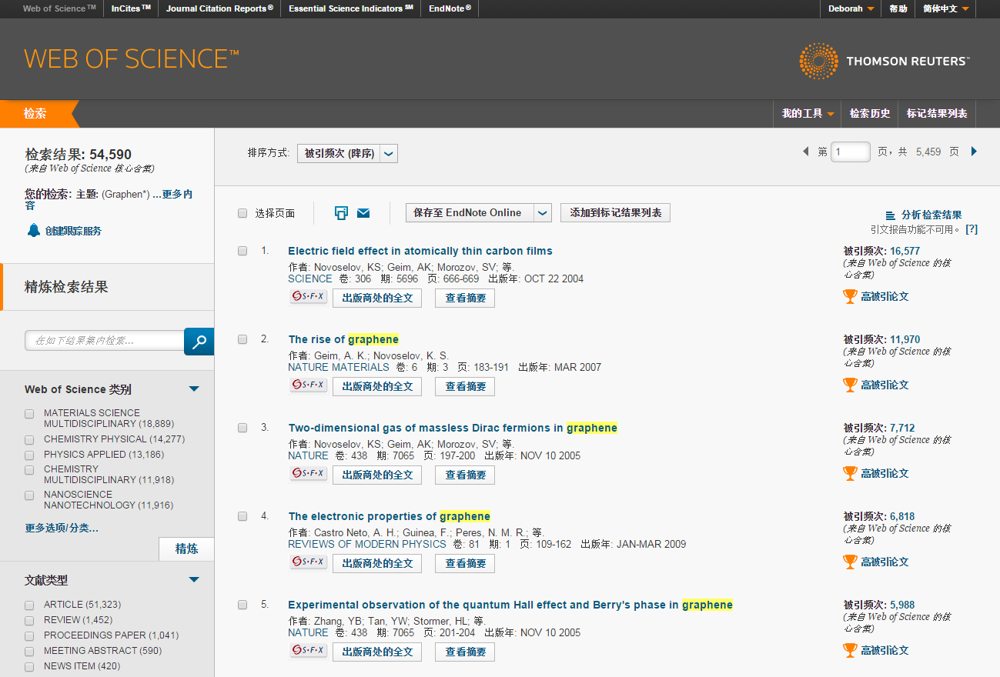 Web of Science™ InCites™ Journal Citation Reports® Essential Science Indicators℠ EndNote® Deborah 帮助 简体中文
WEB OF SCIENCE™
THOMSON REUTERS™
检索 我的工具 检索历史 标记结果列表
检索结果: 54,590
(来自 Web of Science 核心合集)
您的检索: 主题: (Graphen*) ...更多内
容
创建跟踪服务
精炼检索结果
在如下结果集内检索...
Web of Science 类别
MATERIALS SCIENCE
MULTIDISCIPLINARY (18,889)
CHEMISTRY PHYSICAL (14,277)
PHYSICS APPLIED (13,186)
CHEMISTRY
MULTIDISCIPLINARY (11,918)
NANOSCIENCE
NANOTECHNOLOGY (11,916)
更多选项/分类...
精炼
文献类型
ARTICLE (51,323)
REVIEW (1,452)
PROCEEDINGS PAPER (1,041)
MEETING ABSTRACT (590)
NEWS ITEM (420)
排序方式: 被引频次 (降序) 第 1 页，共 5,459 页
选择页面 保存至 EndNote Online 添加到标记结果列表
分析检索结果
引文报告功能不可用。 [?]
1. Electric field effect in atomically thin carbon films
作者: Novoselov, KS; Geim, AK; Morozov, SV; 等.
SCIENCE 卷: 306 期: 5696 页: 666-669 出版年: OCT 22 2004
S·F·X 出版商处的全文 查看摘要
被引频次: 16,577
(来自 Web of Science 的核
心合集)
高被引论文
2. The rise of graphene
作者: Geim, A. K.; Novoselov, K. S.
NATURE MATERIALS 卷: 6 期: 3 页: 183-191 出版年: MAR 2007
S·F·X 出版商处的全文 查看摘要
被引频次: 11,970
(来自 Web of Science 的核
心合集)
高被引论文
3. Two-dimensional gas of massless Dirac fermions in graphene
作者: Novoselov, KS; Geim, AK; Morozov, SV; 等.
NATURE 卷: 438 期: 7065 页: 197-200 出版年: NOV 10 2005
S·F·X 出版商处的全文 查看摘要
被引频次: 7,712
(来自 Web of Science 的核
心合集)
高被引论文
4. The electronic properties of graphene
作者: Castro Neto, A. H.; Guinea, F.; Peres, N. M. R.; 等.
REVIEWS OF MODERN PHYSICS 卷: 81 期: 1 页: 109-162 出版年: JAN-MAR 2009
S·F·X 出版商处的全文 查看摘要
被引频次: 6,818
(来自 Web of Science 的核
心合集)
高被引论文
5. Experimental observation of the quantum Hall effect and Berry's phase in graphene
作者: Zhang, YB; Tan, YW; Stormer, HL; 等.
NATURE 卷: 438 期: 7065 页: 201-204 出版年: NOV 10 2005
S·F·X 出版商处的全文 查看摘要
被引频次: 5,988
(来自 Web of Science 的核
心合集)
高被引论文